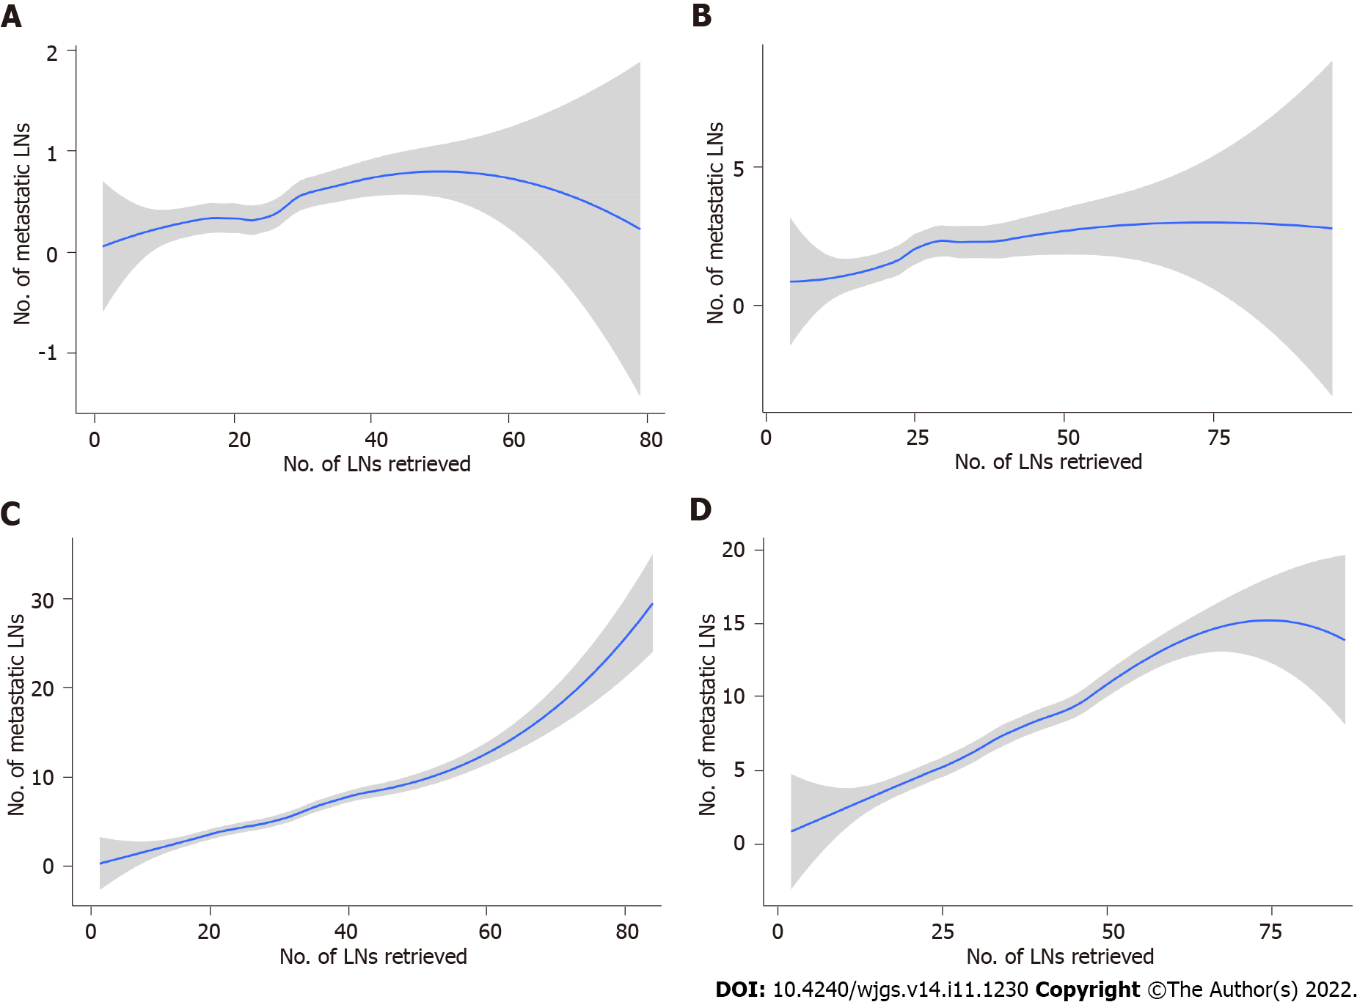 A
2
1
0
-1
No. of metastatic LNs
0 20 40 60 80
No. of LNs retrieved
B
5
0
No. of metastatic LNs
0 25 50 75
No. of LNs retrieved
C
30
20
10
0
No. of metastatic LNs
0 20 40 60 80
No. of LNs retrieved
D
20
15
10
5
0
No. of metastatic LNs
0 25 50 75
No. of LNs retrieved
DOI: 10.4240/wjgs.v14.i11.1230 Copyright ©The Author(s) 2022.